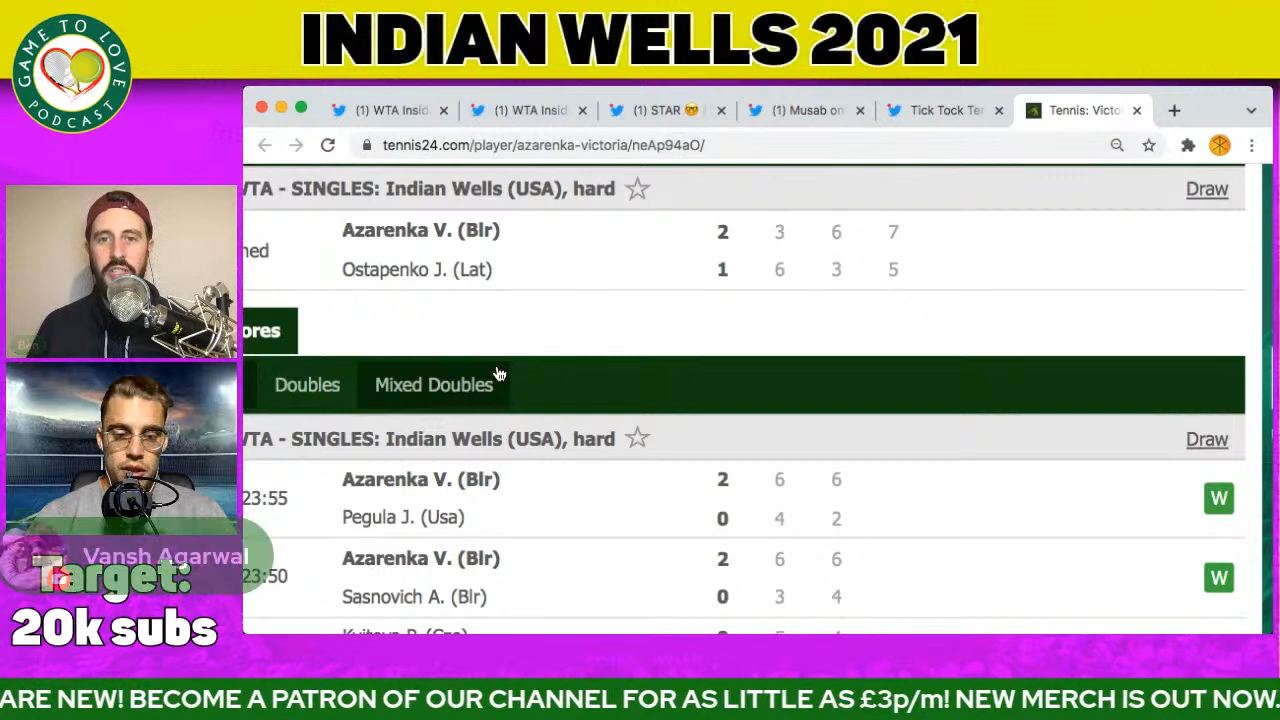 INDIAN WELLS 2021
GAME TO LOVE
PODCAST
(1) WTA Insid
(1) WTA Insid
(1) STAR 🤓
(1) Musab on
Tick Tock Te
Tennis: Victo
tennis24.com/player/azarenka-victoria/neAp94aO/
WTA - SINGLES: Indian Wells (USA), hard Draw
Azarenka V. (Blr) 2 3 6 7
hed
Ostapenko J. (Lat) 1 6 3 5
ores
Doubles Mixed Doubles
WTA - SINGLES: Indian Wells (USA), hard Draw
Azarenka V. (Blr) 2 6 6
23:55 W
Pegula J. (Usa) 0 4 2
Azarenka V. (Blr) 2 6 6
23:50 W
Sasnovich A. (Blr) 0 3 4
Ben
Vansh Agarwal
Target:
20k subs
ARE NEW! BECOME A PATRON OF OUR CHANNEL FOR AS LITTLE AS £3p/m! NEW MERCH IS OUT NOW.